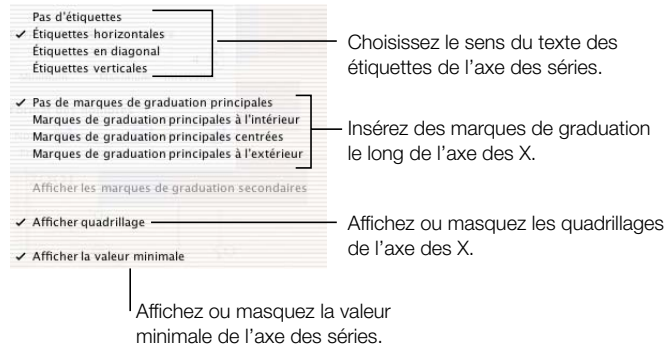 Pas d'étiquettes
✓ Étiquettes horizontales
Étiquettes en diagonal
Étiquettes verticales
Choisissez le sens du texte des
étiquettes de l'axe des séries.
✓ Pas de marques de graduation principales
Marques de graduation principales à l'intérieur
Marques de graduation principales centrées
Marques de graduation principales à l'extérieur
Insérez des marques de graduation
le long de l'axe des X.
Afficher les marques de graduation secondaires
✓ Afficher quadrillage
Affichez ou masquez les quadrillages
de l'axe des X.
✓ Afficher la valeur minimale
Affichez ou masquez la valeur
minimale de l'axe des séries.